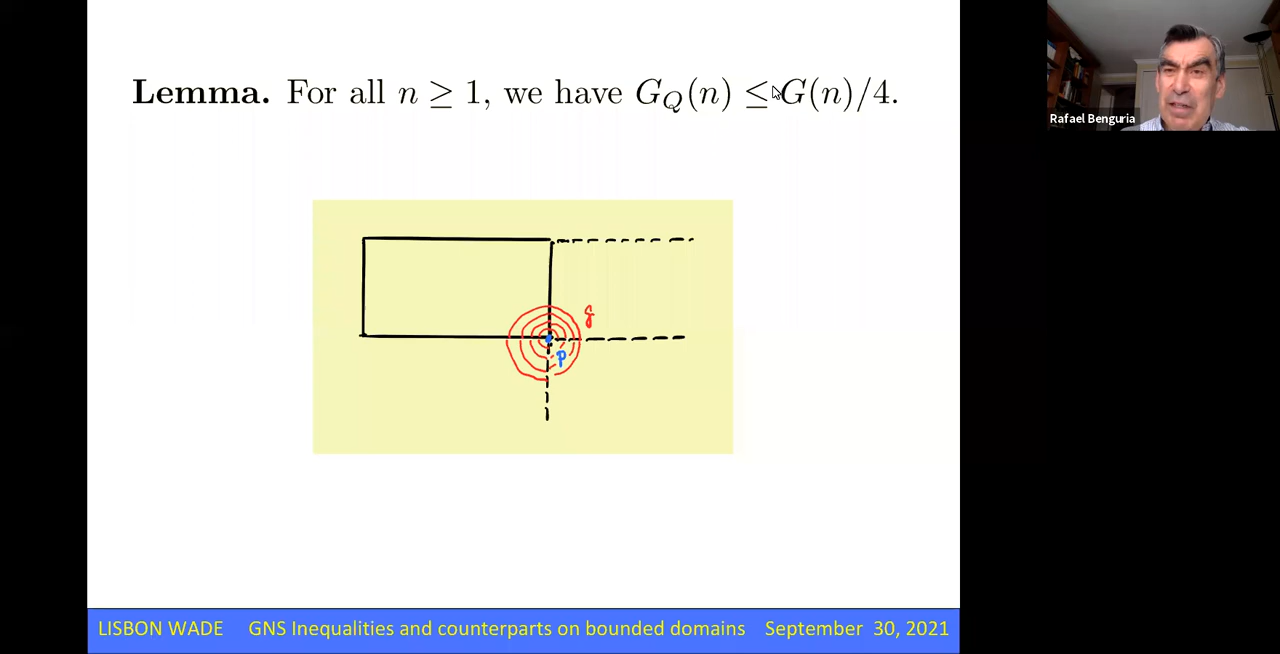 Lemma. For all n ≥ 1, we have G_Q(n) ≤ G(n)/4.
Rafael Benguria
P
LISBON WADE GNS Inequalities and counterparts on bounded domains September 30, 2021